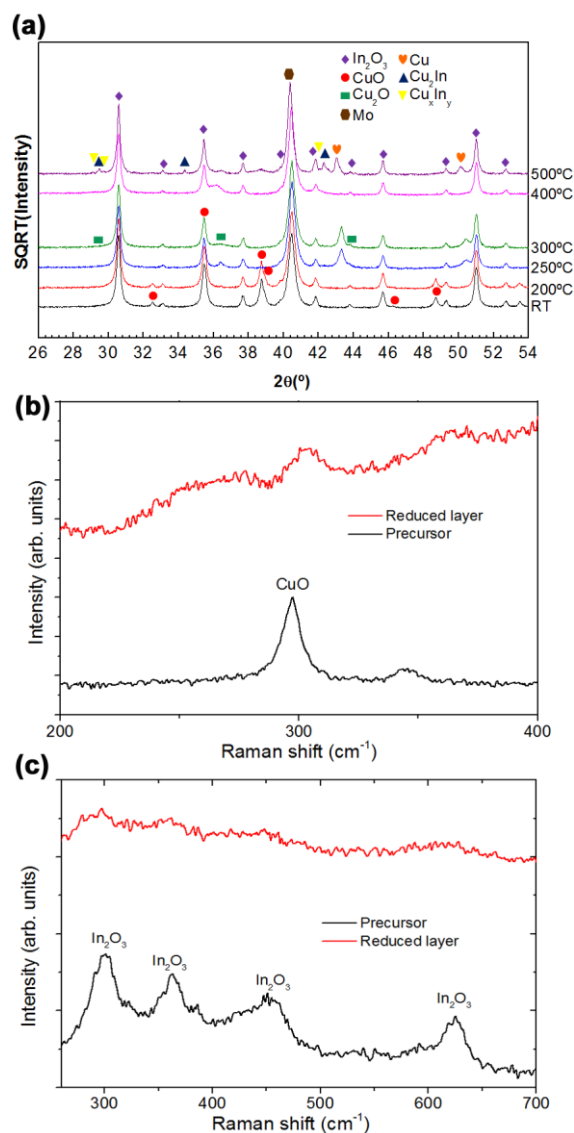 (a)
In2O3
Cu
CuO
Cu2In
Cu2O
CuxIny
Mo
SQRT(Intensity)
500ºC
400ºC
300ºC
250ºC
200ºC
RT
26 28 30 32 34 36 38 40 42 44 46 48 50 52 54
2θ(º)
(b)
Intensity (arb. units)
Reduced layer
Precursor
CuO
200 300 400
Raman shift (cm-1)
(c)
Intensity (arb. units)
Precursor
Reduced layer
In2O3
In2O3
In2O3
In2O3
300 400 500 600 700
Raman shift (cm-1)